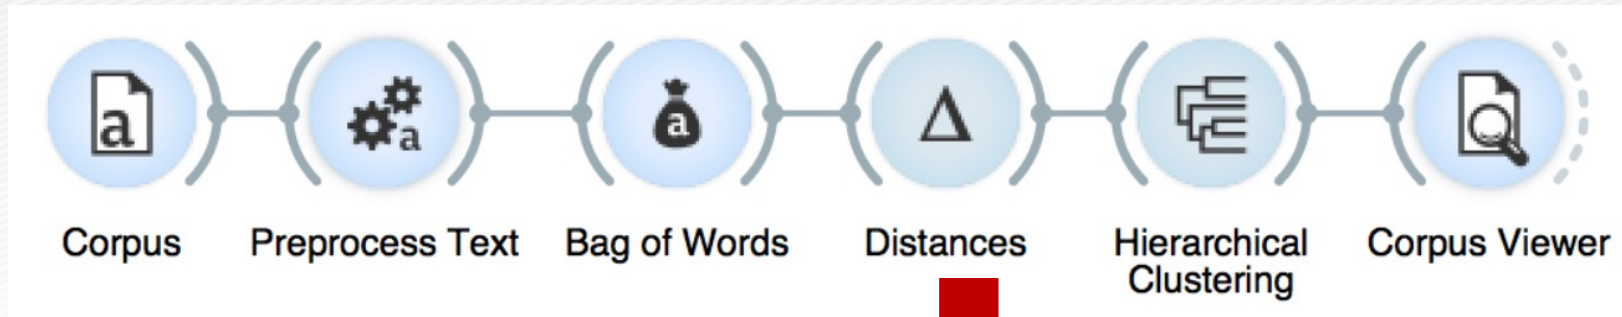 a
a
a
Δ
Corpus
Preprocess Text
Bag of Words
Distances
Hierarchical
Clustering
Corpus Viewer